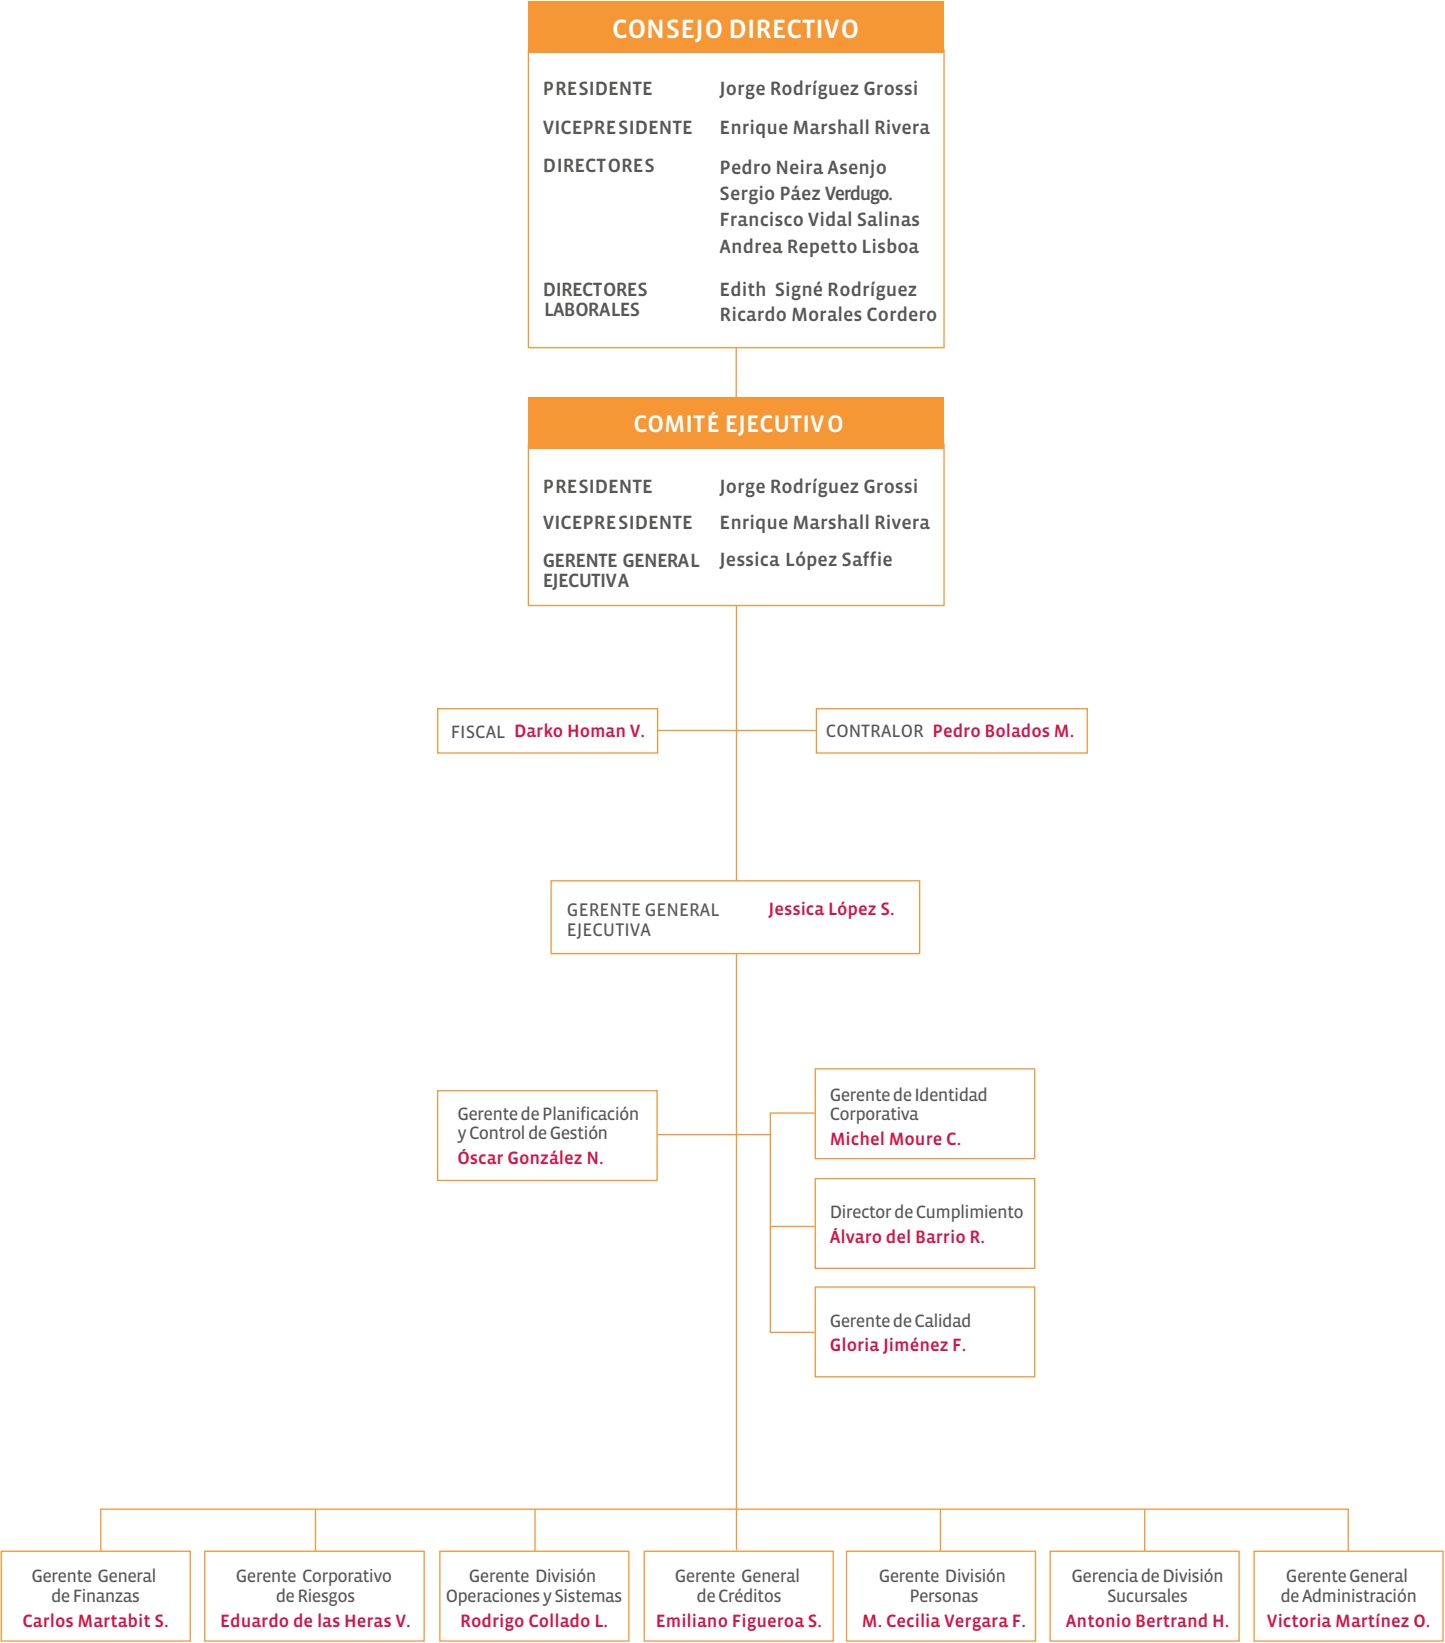 CONSEJO DIRECTIVO
PRESIDENTE Jorge Rodríguez Grossi
VICEPRESIDENTE Enrique Marshall Rivera
DIRECTORES Pedro Neira Asenjo
Sergio Páez Verdugo.
Francisco Vidal Salinas
Andrea Repetto Lisboa
DIRECTORES Edith Signé Rodríguez
LABORALES Ricardo Morales Cordero
COMITÉ EJECUTIVO
PRESIDENTE Jorge Rodríguez Grossi
VICEPRESIDENTE Enrique Marshall Rivera
GERENTE GENERAL Jessica López Saffie
EJECUTIVA
FISCAL Darko Homan V.
CONTRALOR Pedro Bolados M.
GERENTE GENERAL Jessica López S.
EJECUTIVA
Gerente de Planificación
y Control de Gestión
Óscar González N.
Gerente de Identidad
Corporativa
Michel Moure C.
Director de Cumplimiento
Álvaro del Barrio R.
Gerente de Calidad
Gloria Jiménez F.
Gerente General
de Finanzas
Carlos Martabit S.
Gerente Corporativo
de Riesgos
Eduardo de las Heras V.
Gerente División
Operaciones y Sistemas
Rodrigo Collado L.
Gerente General
de Créditos
Emiliano Figueroa S.
Gerente División
Personas
M. Cecilia Vergara F.
Gerencia de División
Sucursales
Antonio Bertrand H.
Gerente General
de Administración
Victoria Martínez O.